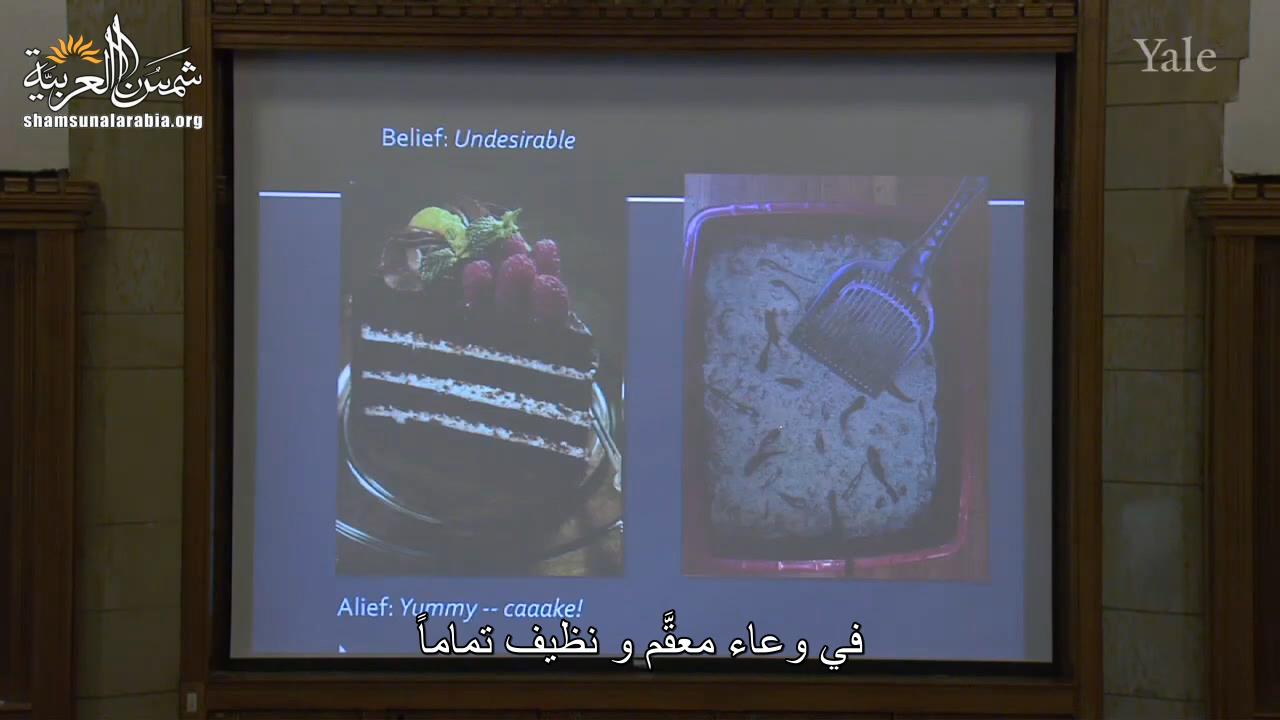 شمس العربية
shamsunalarabia.org
Yale
Belief: Undesirable
Alief: Yummy -- caaake!
في وعاء معقَّم و نظيف تماماً